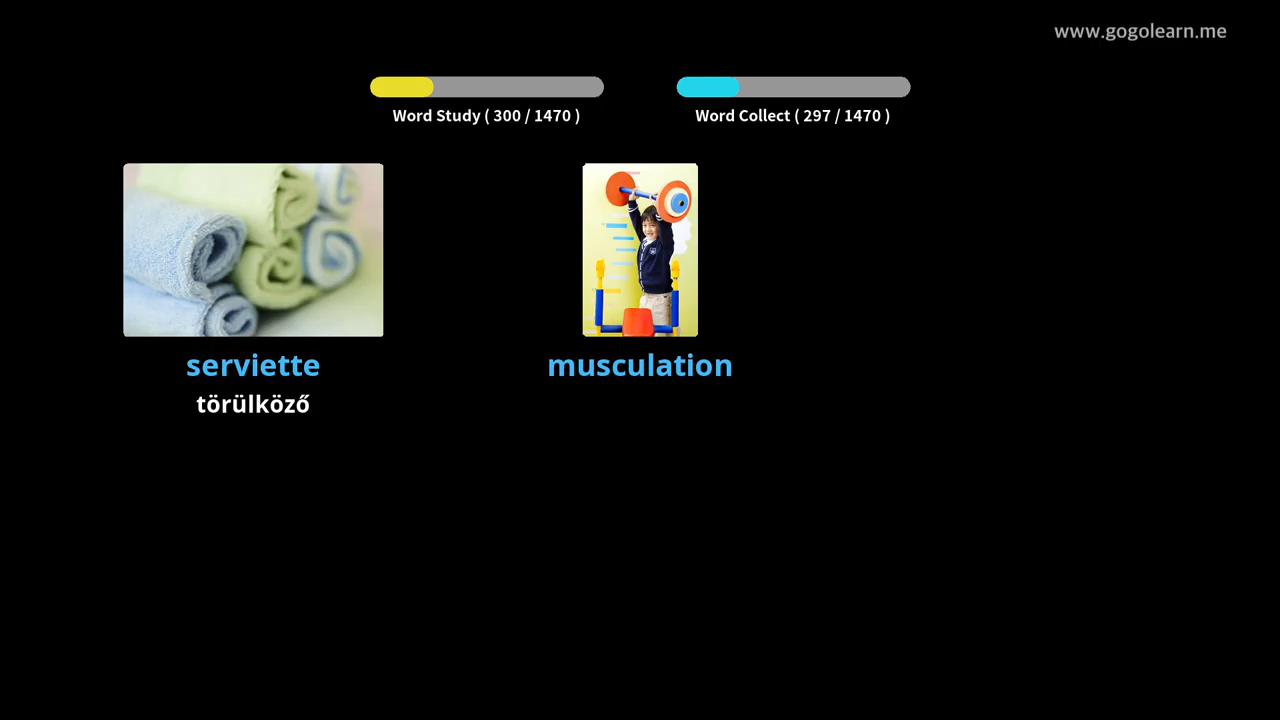 www.gogolearn.me
Word Study ( 300 / 1470 )
Word Collect ( 297 / 1470 )
serviette
musculation
törülköző